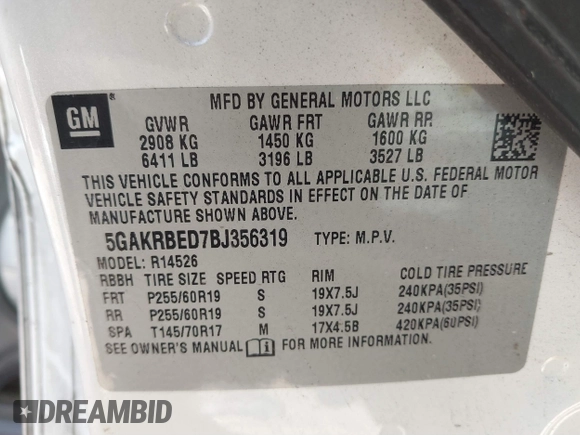 GM®
MFD BY GENERAL MOTORS LLC
GVWR GAWR FRT GAWR RR
2908 KG 1450 KG 1600 KG
6411 LB 3196 LB 3527 LB
THIS VEHICLE CONFORMS TO ALL APPLICABLE U.S. FEDERAL MOTOR
VEHICLE SAFETY STANDARDS IN EFFECT ON THE DATE OF
MANUFACTURE SHOWN ABOVE.
5GAKRBED7BJ356319 TYPE: M.P.V.
MODEL: R14526
RBBH TIRE SIZE SPEED RTG RIM COLD TIRE PRESSURE
FRT P255/60R19 S 19X7.5J 240KPA(35PSI)
RR P255/60R19 S 19X7.5J 240KPA(35PSI)
SPA T145/70R17 M 17X4.5B 420KPA(60PSI)
SEE OWNER'S MANUAL FOR MORE INFORMATION.
DREAMBID